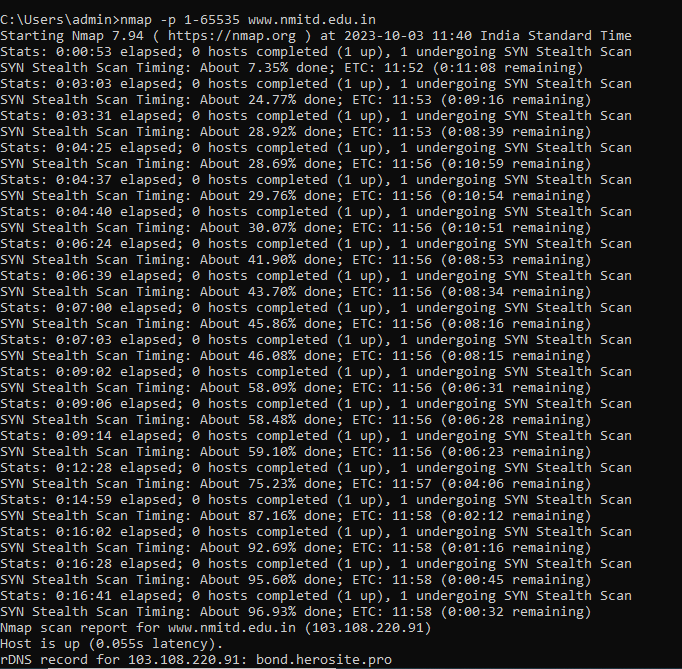 C:\Users\admin>nmap -p 1-65535 www.nmitd.edu.in
Starting Nmap 7.94 ( https://nmap.org ) at 2023-10-03 11:40 India Standard Time
Stats: 0:00:53 elapsed; 0 hosts completed (1 up), 1 undergoing SYN Stealth Scan
SYN Stealth Scan Timing: About 7.35% done; ETC: 11:52 (0:11:08 remaining)
Stats: 0:03:03 elapsed; 0 hosts completed (1 up), 1 undergoing SYN Stealth Scan
SYN Stealth Scan Timing: About 24.77% done; ETC: 11:53 (0:09:16 remaining)
Stats: 0:03:31 elapsed; 0 hosts completed (1 up), 1 undergoing SYN Stealth Scan
SYN Stealth Scan Timing: About 28.92% done; ETC: 11:53 (0:08:39 remaining)
Stats: 0:04:25 elapsed; 0 hosts completed (1 up), 1 undergoing SYN Stealth Scan
SYN Stealth Scan Timing: About 28.69% done; ETC: 11:56 (0:10:59 remaining)
Stats: 0:04:37 elapsed; 0 hosts completed (1 up), 1 undergoing SYN Stealth Scan
SYN Stealth Scan Timing: About 29.76% done; ETC: 11:56 (0:10:54 remaining)
Stats: 0:04:40 elapsed; 0 hosts completed (1 up), 1 undergoing SYN Stealth Scan
SYN Stealth Scan Timing: About 30.07% done; ETC: 11:56 (0:10:51 remaining)
Stats: 0:06:24 elapsed; 0 hosts completed (1 up), 1 undergoing SYN Stealth Scan
SYN Stealth Scan Timing: About 41.90% done; ETC: 11:56 (0:08:53 remaining)
Stats: 0:06:39 elapsed; 0 hosts completed (1 up), 1 undergoing SYN Stealth Scan
SYN Stealth Scan Timing: About 43.70% done; ETC: 11:56 (0:08:34 remaining)
Stats: 0:07:00 elapsed; 0 hosts completed (1 up), 1 undergoing SYN Stealth Scan
SYN Stealth Scan Timing: About 45.86% done; ETC: 11:56 (0:08:16 remaining)
Stats: 0:07:03 elapsed; 0 hosts completed (1 up), 1 undergoing SYN Stealth Scan
SYN Stealth Scan Timing: About 46.08% done; ETC: 11:56 (0:08:15 remaining)
Stats: 0:09:02 elapsed; 0 hosts completed (1 up), 1 undergoing SYN Stealth Scan
SYN Stealth Scan Timing: About 58.09% done; ETC: 11:56 (0:06:31 remaining)
Stats: 0:09:06 elapsed; 0 hosts completed (1 up), 1 undergoing SYN Stealth Scan
SYN Stealth Scan Timing: About 58.48% done; ETC: 11:56 (0:06:28 remaining)
Stats: 0:09:14 elapsed; 0 hosts completed (1 up), 1 undergoing SYN Stealth Scan
SYN Stealth Scan Timing: About 59.10% done; ETC: 11:56 (0:06:23 remaining)
Stats: 0:12:28 elapsed; 0 hosts completed (1 up), 1 undergoing SYN Stealth Scan
SYN Stealth Scan Timing: About 75.23% done; ETC: 11:57 (0:04:06 remaining)
Stats: 0:14:59 elapsed; 0 hosts completed (1 up), 1 undergoing SYN Stealth Scan
SYN Stealth Scan Timing: About 87.16% done; ETC: 11:58 (0:02:12 remaining)
Stats: 0:16:02 elapsed; 0 hosts completed (1 up), 1 undergoing SYN Stealth Scan
SYN Stealth Scan Timing: About 92.69% done; ETC: 11:58 (0:01:16 remaining)
Stats: 0:16:28 elapsed; 0 hosts completed (1 up), 1 undergoing SYN Stealth Scan
SYN Stealth Scan Timing: About 95.60% done; ETC: 11:58 (0:00:45 remaining)
Stats: 0:16:41 elapsed; 0 hosts completed (1 up), 1 undergoing SYN Stealth Scan
SYN Stealth Scan Timing: About 96.93% done; ETC: 11:58 (0:00:32 remaining)
Nmap scan report for www.nmitd.edu.in (103.108.220.91)
Host is up (0.055s latency).
rDNS record for 103.108.220.91: bond.herosite.pro